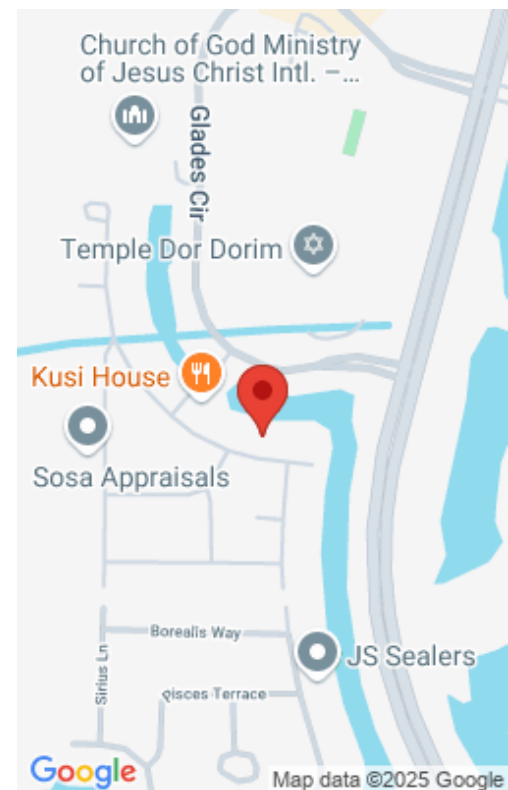 Church of God Ministry
of Jesus Christ Intl. –...
Glades Cir
Temple Dor Dorim
Kusi House
Sosa Appraisals
Borealis Way
Sirius Ln
JS Sealers
Terrace
Google
Map data ©2025 Google